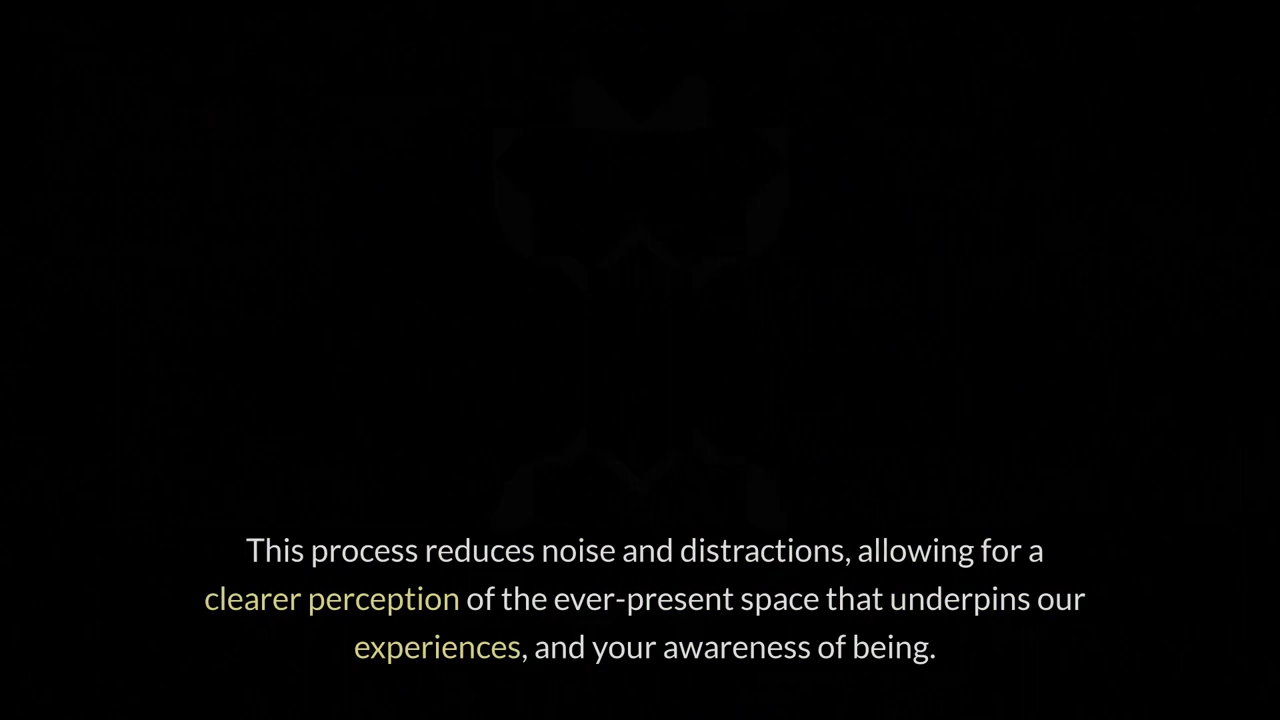 This process reduces noise and distractions, allowing for a
clearer perception of the ever-present space that underpins our
experiences, and your awareness of being.